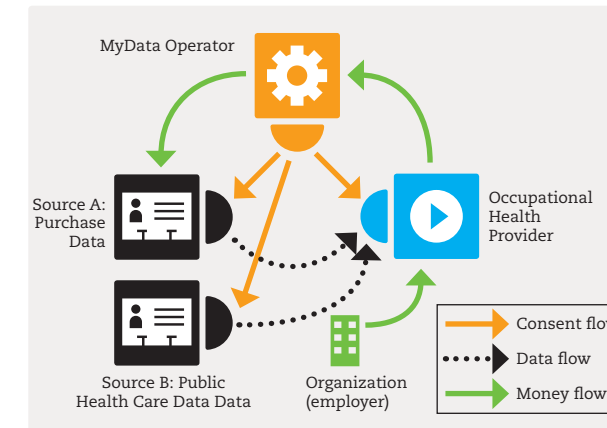 MyData Operator
Source A:
Purchase
Data
Occupational
Health
Provider
Source B: Public
Health Care Data Data
Organization
(employer)
Consent flow
Data flow
Money flow